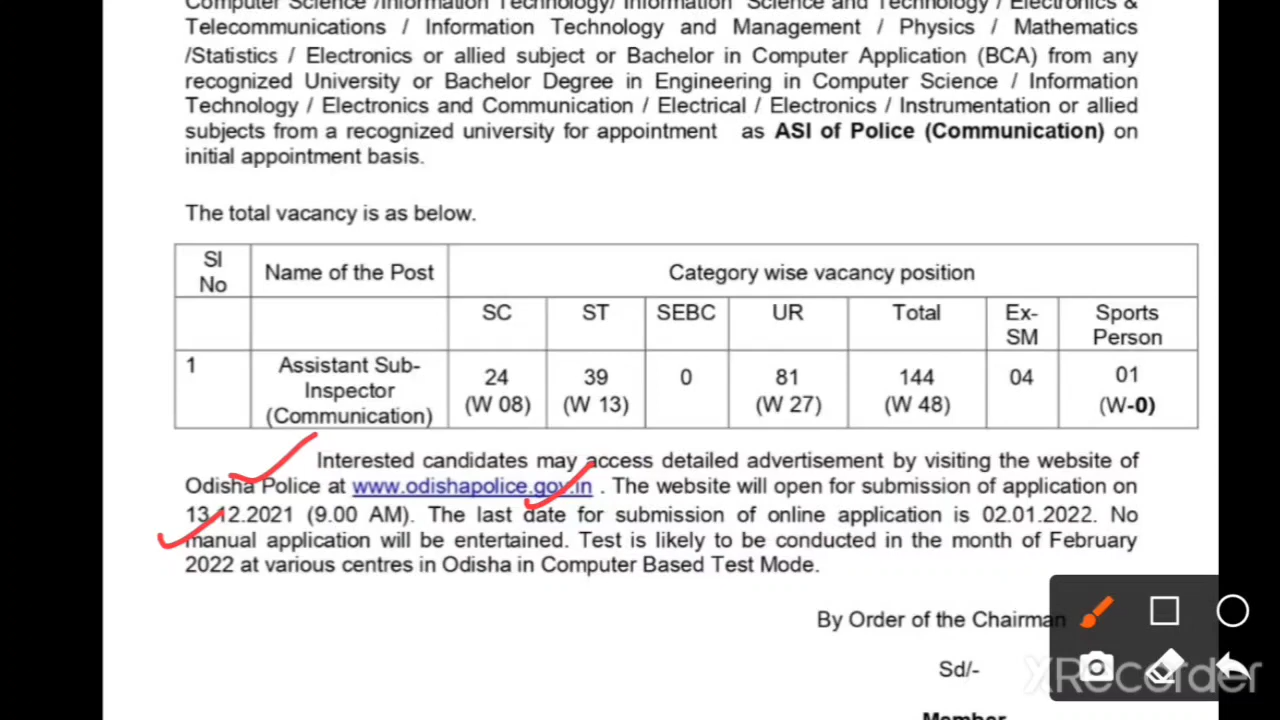 Computer Science /Information Technology/ Information Science and Technology / Electronics &
Telecommunications / Information Technology and Management / Physics / Mathematics
/Statistics / Electronics or allied subject or Bachelor in Computer Application (BCA) from any
recognized University or Bachelor Degree in Engineering in Computer Science / Information
Technology / Electronics and Communication / Electrical / Electronics / Instrumentation or allied
subjects from a recognized university for appointment as ASI of Police (Communication) on
initial appointment basis.
The total vacancy is as below.
Sl No Name of the Post Category wise vacancy position
SC ST SEBC UR Total Ex-SM Sports Person
1 Assistant Sub-Inspector (Communication) 24 (W 08) 39 (W 13) 0 81 (W 27) 144 (W 48) 04 01 (W-0)
Interested candidates may access detailed advertisement by visiting the website of
Odisha Police at www.odishapolice.gov.in . The website will open for submission of application on
13.12.2021 (9.00 AM). The last date for submission of online application is 02.01.2022. No
manual application will be entertained. Test is likely to be conducted in the month of February
2022 at various centres in Odisha in Computer Based Test Mode.
By Order of the Chairman
Sd/-
Member
XRecorder